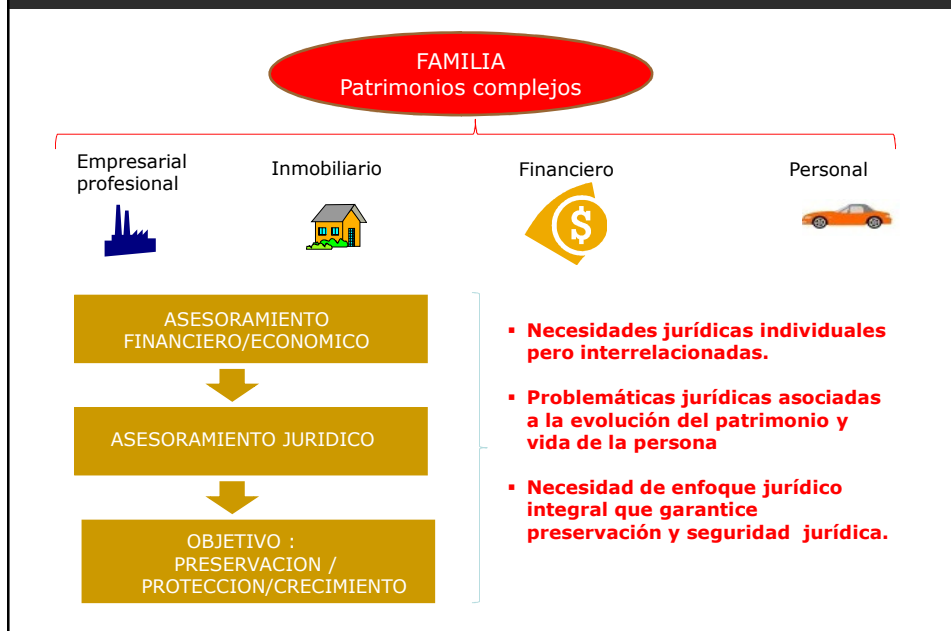 FAMILIA
Patrimonios complejos
Empresarial
profesional
Inmobiliario
Financiero
Personal
$
ASESORAMIENTO
FINANCIERO/ECONOMICO
ASESORAMIENTO JURIDICO
OBJETIVO :
PRESERVACION /
PROTECCION/CRECIMIENTO
▪ Necesidades jurídicas individuales
pero interrelacionadas.
▪ Problemáticas jurídicas asociadas
a la evolución del patrimonio y
vida de la persona
▪ Necesidad de enfoque jurídico
integral que garantice
preservación y seguridad  jurídica.